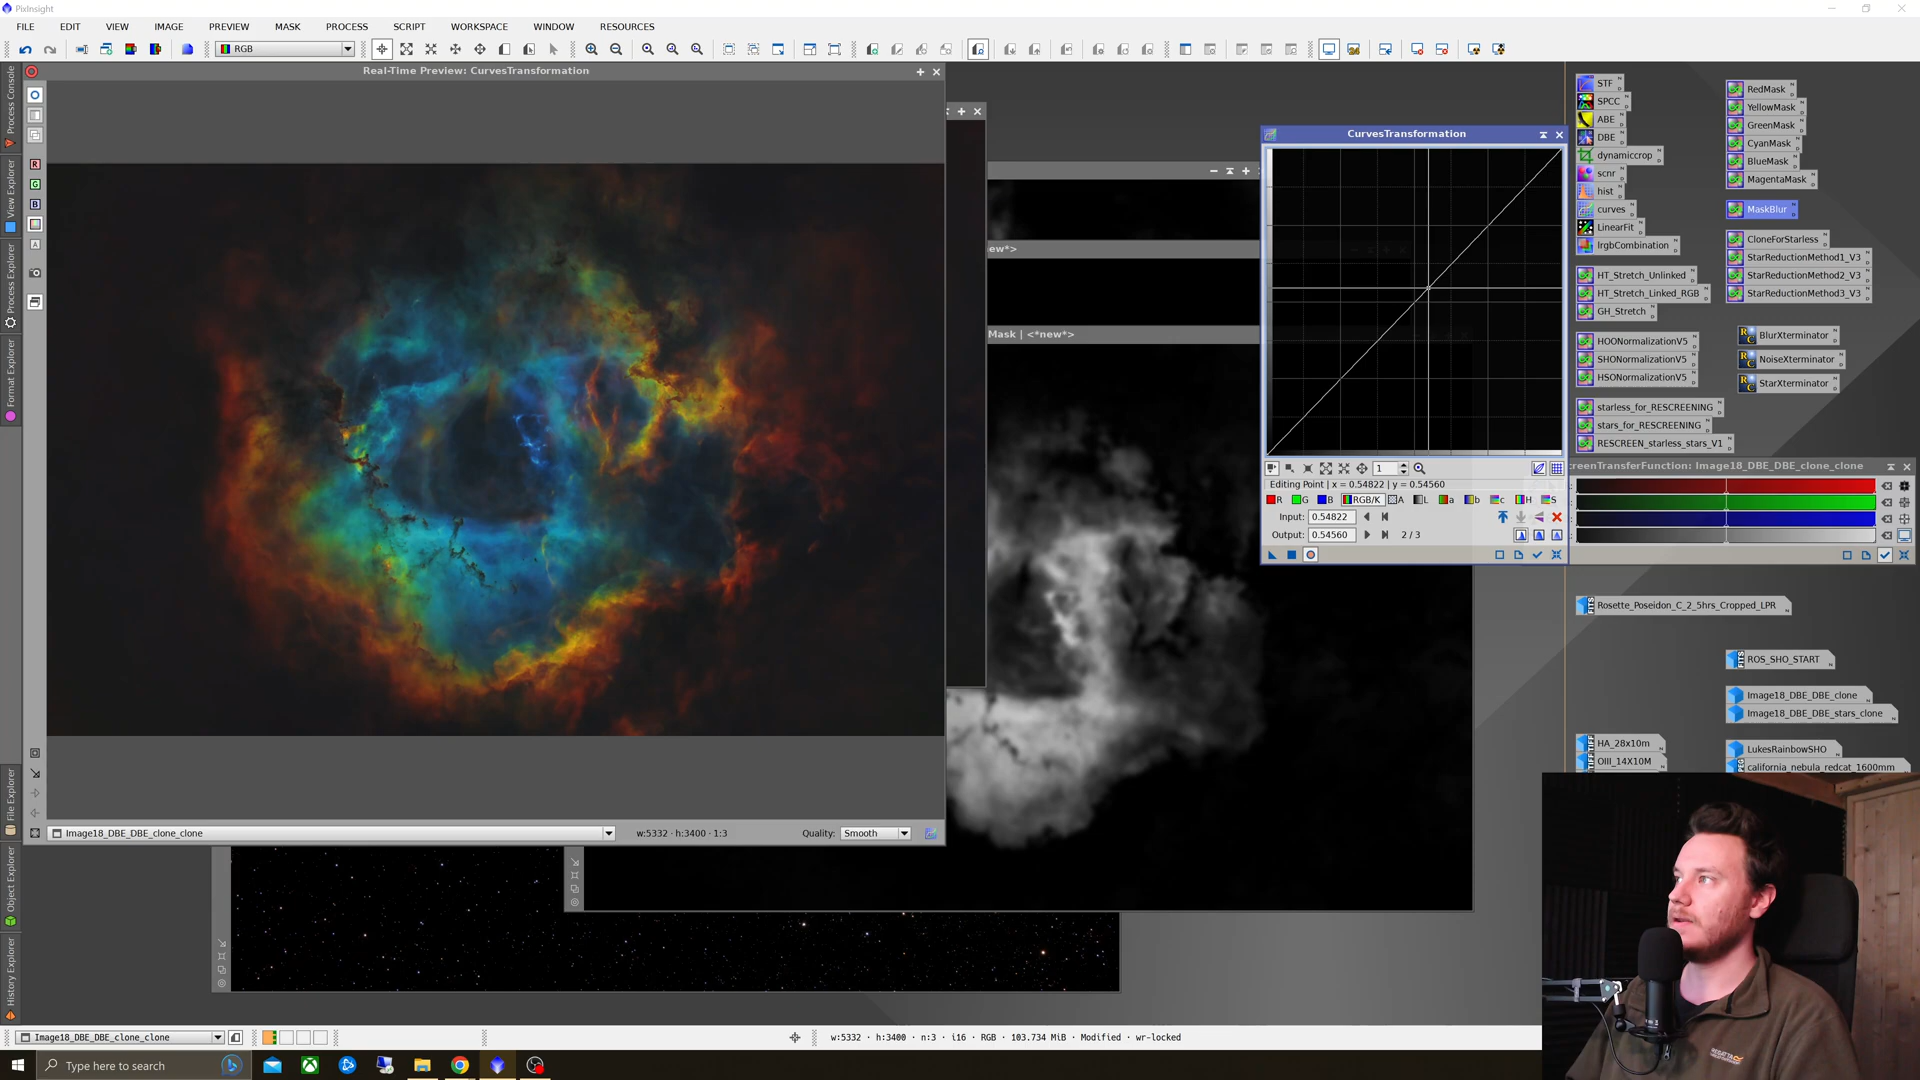 PixInsight
FILE EDIT VIEW IMAGE PREVIEW MASK PROCESS SCRIPT WORKSPACE WINDOW RESOURCES
RGB
Process Console
View Explorer
Process Explorer
Format Explorer
File Explorer
Object Explorer
History Explorer
Real-Time Preview: CurvesTransformation
R
G
B
A
Image18_DBE_DBE_clone_clone
w:5332 · h:3400 · 1:3
Quality: Smooth
ew*>
Mask | <*new*>
CurvesTransformation
1
Editing Point | x = 0.54822 | y = 0.54560
R G B RGB/K A L a b c H S
Input: 0.54822
Output: 0.54560 2 / 3
STF
SPCC
ABE
DBE
dynamiccrop
scnr
hist
curves
LinearFit
lrgbCombination
HT_Stretch_Unlinked
HT_Stretch_Linked_RGB
GH_Stretch
HOONormalizationV5
SHONormalizationV5
HSONormalizationV5
starless_for_RESCREENING
stars_for_RESCREENING
RESCREEN_starless_stars_V1
RedMask
YellowMask
GreenMask
CyanMask
BlueMask
MagentaMask
MaskBlur
CloneForStarless
StarReductionMethod1_V3
StarReductionMethod2_V3
StarReductionMethod3_V3
BlurXterminator
NoiseXterminator
StarXterminator
creenTransferFunction: Image18_DBE_DBE_clone_clone
Rosette_Poseidon_C_2_5hrs_Cropped_LPR
ROS_SHO_START
Image18_DBE_DBE_clone
Image18_DBE_DBE_stars_clone
HA_28x10m
OIII_14X10M
LukesRainbowSHO
california_nebula_redcat_1600mm
REGATTA
Image18_DBE_DBE_clone_clone
w:5332 · h:3400 · n:3 · i16 · RGB · 103.734 MiB · Modified · wr-locked
Type here to search